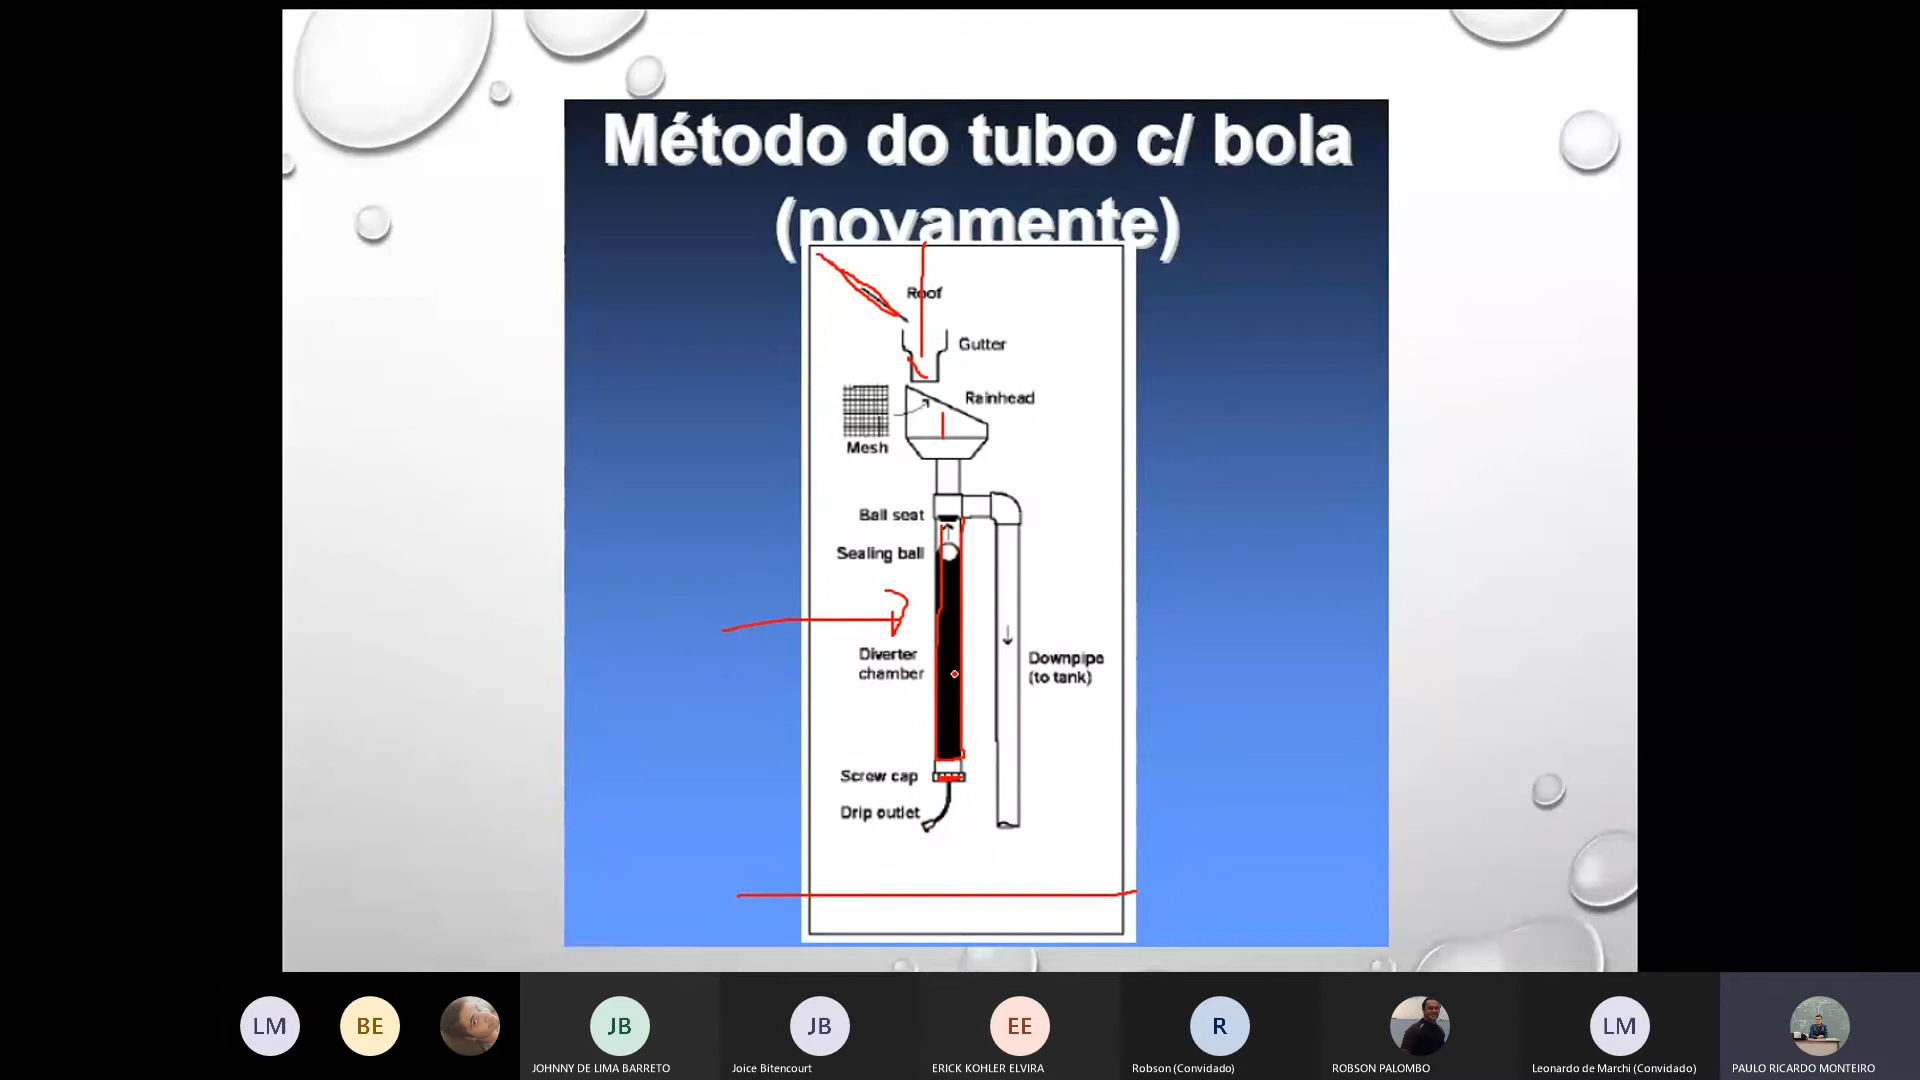 Método do tubo c/ bola
(novamente)
Roof
Gutter
Rainhead
Mesh
Ball seat
Sealing ball
Diverter
chamber
Downpipe
(to tank)
Screw cap
Drip outlet
LM
BE
JB
JB
EE
R
LM
JOHNNY DE LIMA BARRETO
Joice Bitencourt
ERICK KOHLER ELVIRA
Robson (Convidado)
ROBSON PALOMBO
Leonardo de Marchi (Convidado)
PAULO RICARDO MONTEIRO